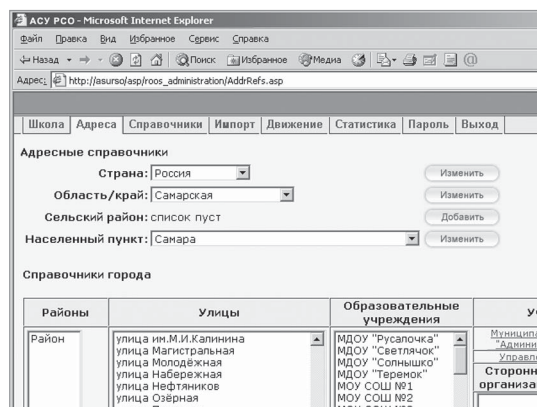 АСУ РСО - Microsoft Internet Explorer
Файл Правка Вид Избранное Сервис Справка
Назад Поиск Избранное Медиа
Адрес: http://asurso/asp/roos_administration/AddrRefs.asp
Школа Адреса Справочники Импорт Движение Статистика Пароль Выход
Адресные справочники
Страна: Россия Изменить
Область/край: Самарская Изменить
Сельский район: список пуст Добавить
Населенный пункт: Самара Изменить
Справочники города
Районы Улицы Образовательные учреждения
Район
улица им.М.И.Калинина
улица Магистральная
улица Молодёжная
улица Набережная
улица Нефтяников
улица Озёрная
МДОУ "Русалочка"
МДОУ "Светлячок"
МДОУ "Солнышко"
МДОУ "Теремок"
МОУ СОШ №1
МОУ СОШ №2
Муниципа
"Админи
Управл
Сторонн
организа